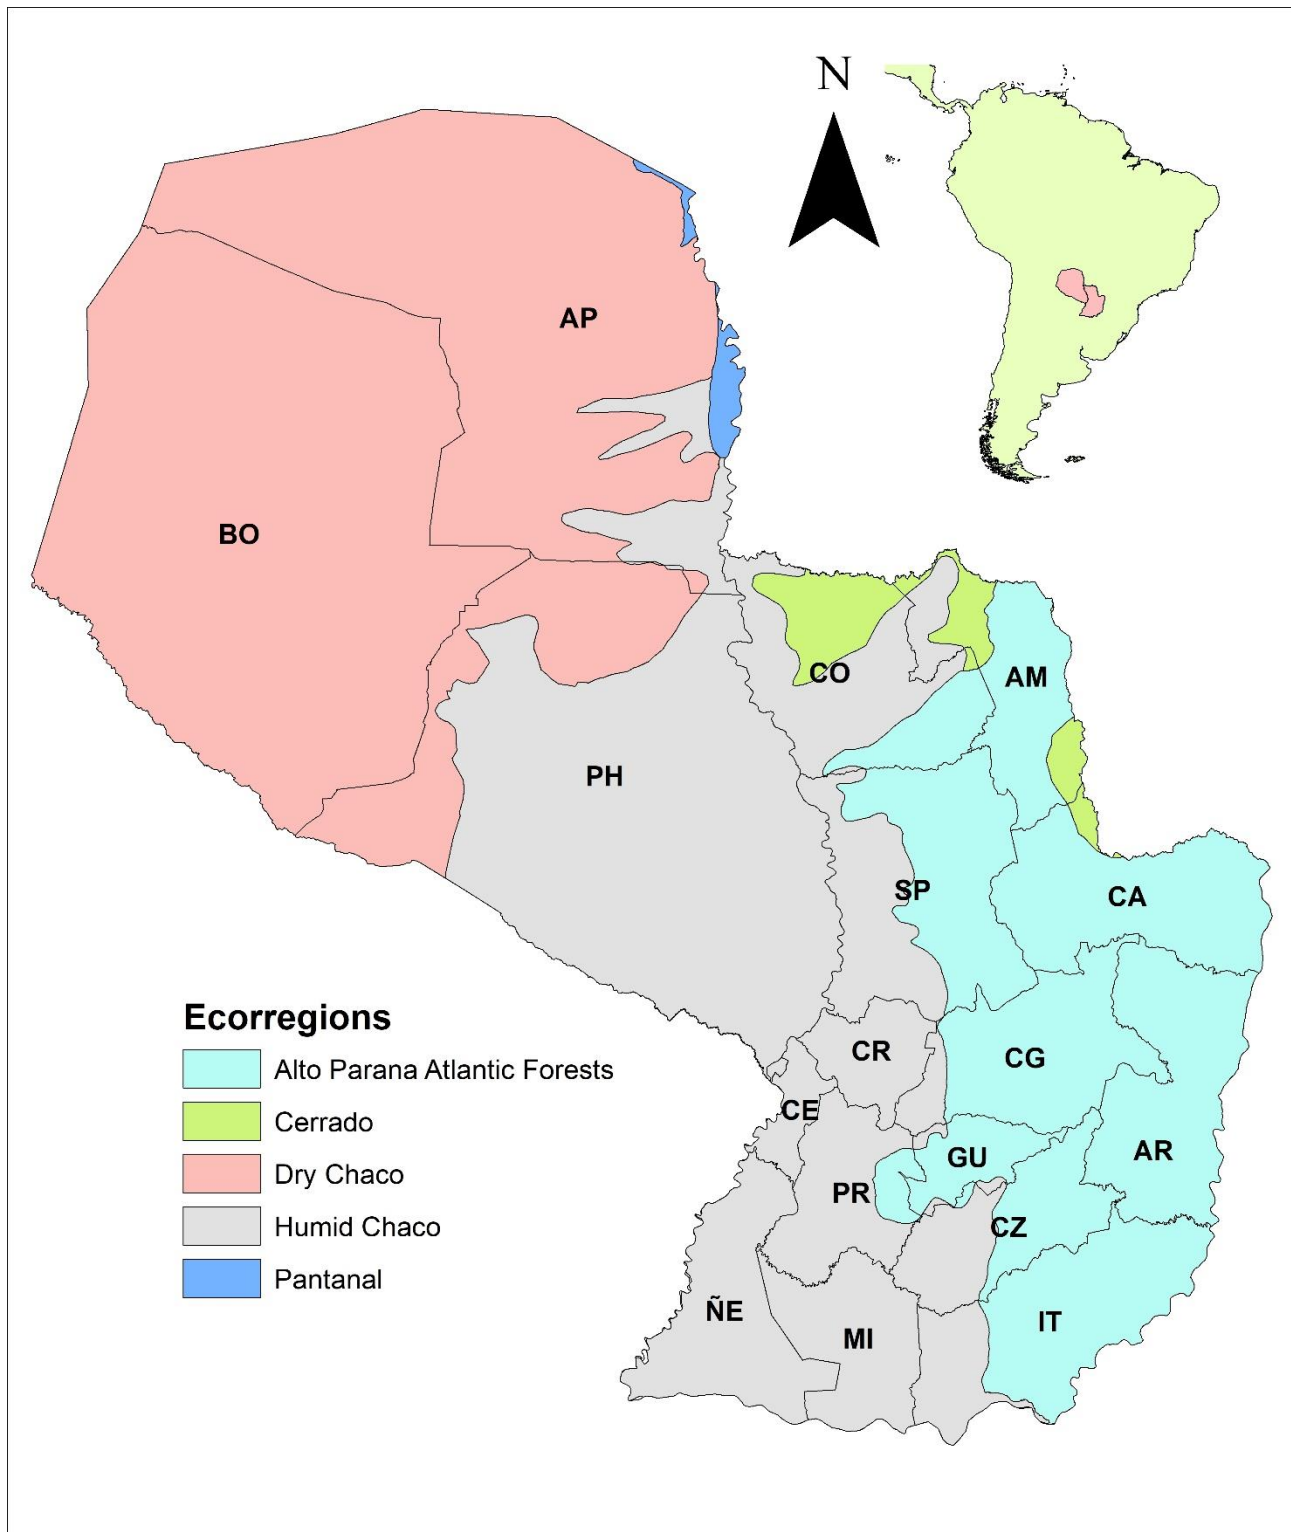 N
AP
BO
CO
AM
PH
SP
CA
Ecorregions
Alto Parana Atlantic Forests
Cerrado
Dry Chaco
Humid Chaco
Pantanal
CR
CG
CE
GU
AR
PR
CZ
ÑE
MI
IT